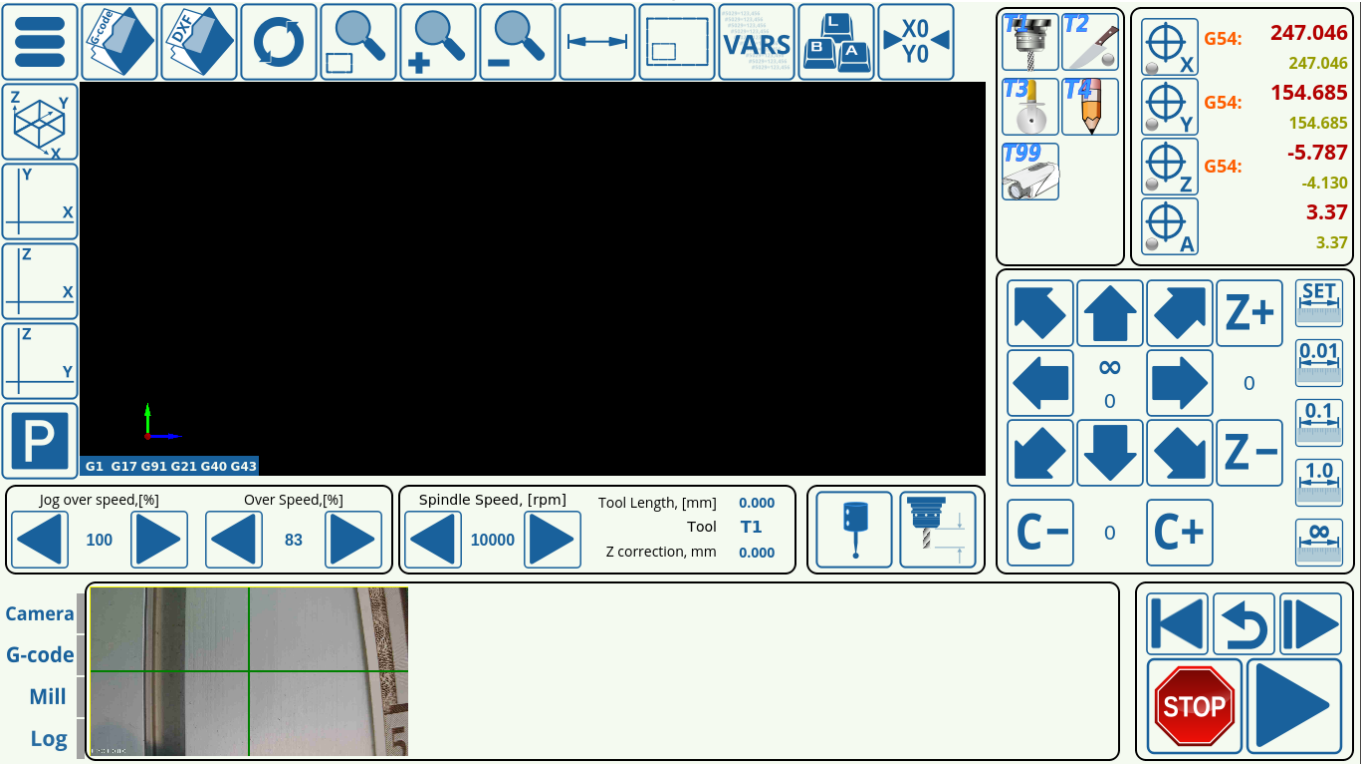 G-code
DXF
VARS
L
B A
X0
Y0
Z Y
X
Y
X
Z
X
Z
Y
P
G1 G17 G91 G21 G40 G43
T1 T2
T3 T4
T99
X G54: 247.046
247.046
Y G54: 154.685
154.685
Z G54: -5.787
-4.130
A 3.37
3.37
Z+
∞
0
0
Z-
C- 0 C+
SET
0.01
0.1
1.0
∞
Jog over speed,[%]
100
Over Speed,[%]
83
Spindle Speed, [rpm]
10000
Tool Length, [mm] 0.000
Tool T1
Z correction, mm 0.000
Camera
G-code
Mill
Log
5
STOP